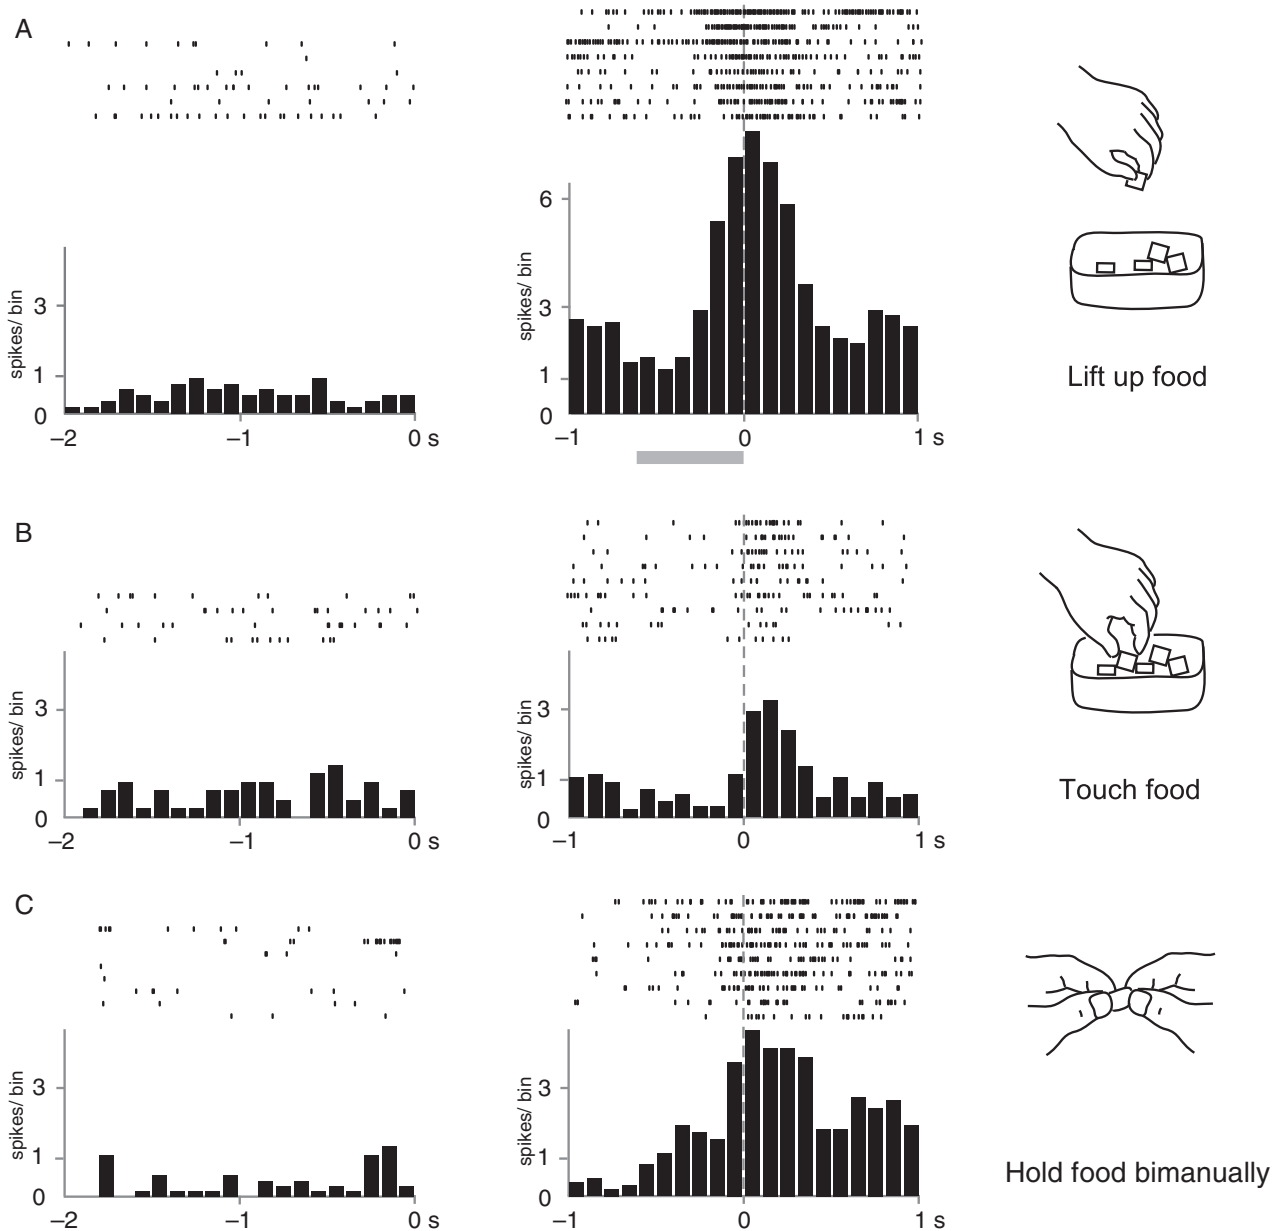 A
spikes/ bin
3
1
0
–2
–1
0 s
spikes/ bin
6
3
1
0
–1
0
1 s
Lift up food
B
spikes/ bin
3
1
0
–2
–1
0 s
spikes/ bin
3
1
0
–1
0
1 s
Touch food
C
spikes/ bin
3
1
0
–2
–1
0 s
spikes/ bin
3
1
0
–1
0
1 s
Hold food bimanually